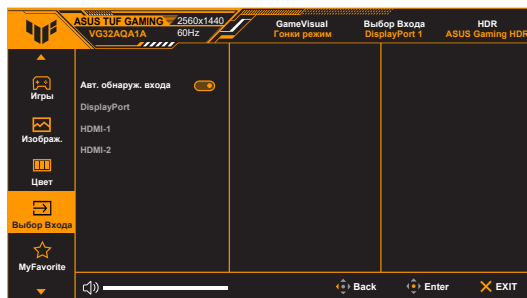 ASUS TUF GAMING
VG32AQA1A
2560x1440
60Hz
GameVisual
Гонки режим
Выбор Входа
DisplayPort 1
HDR
ASUS Gaming HDR
Игры
Изображ.
Цвет
Выбор Входа
MyFavorite
Авт. обнаруж. входа
DisplayPort
HDMI-1
HDMI-2
Back
Enter
EXIT